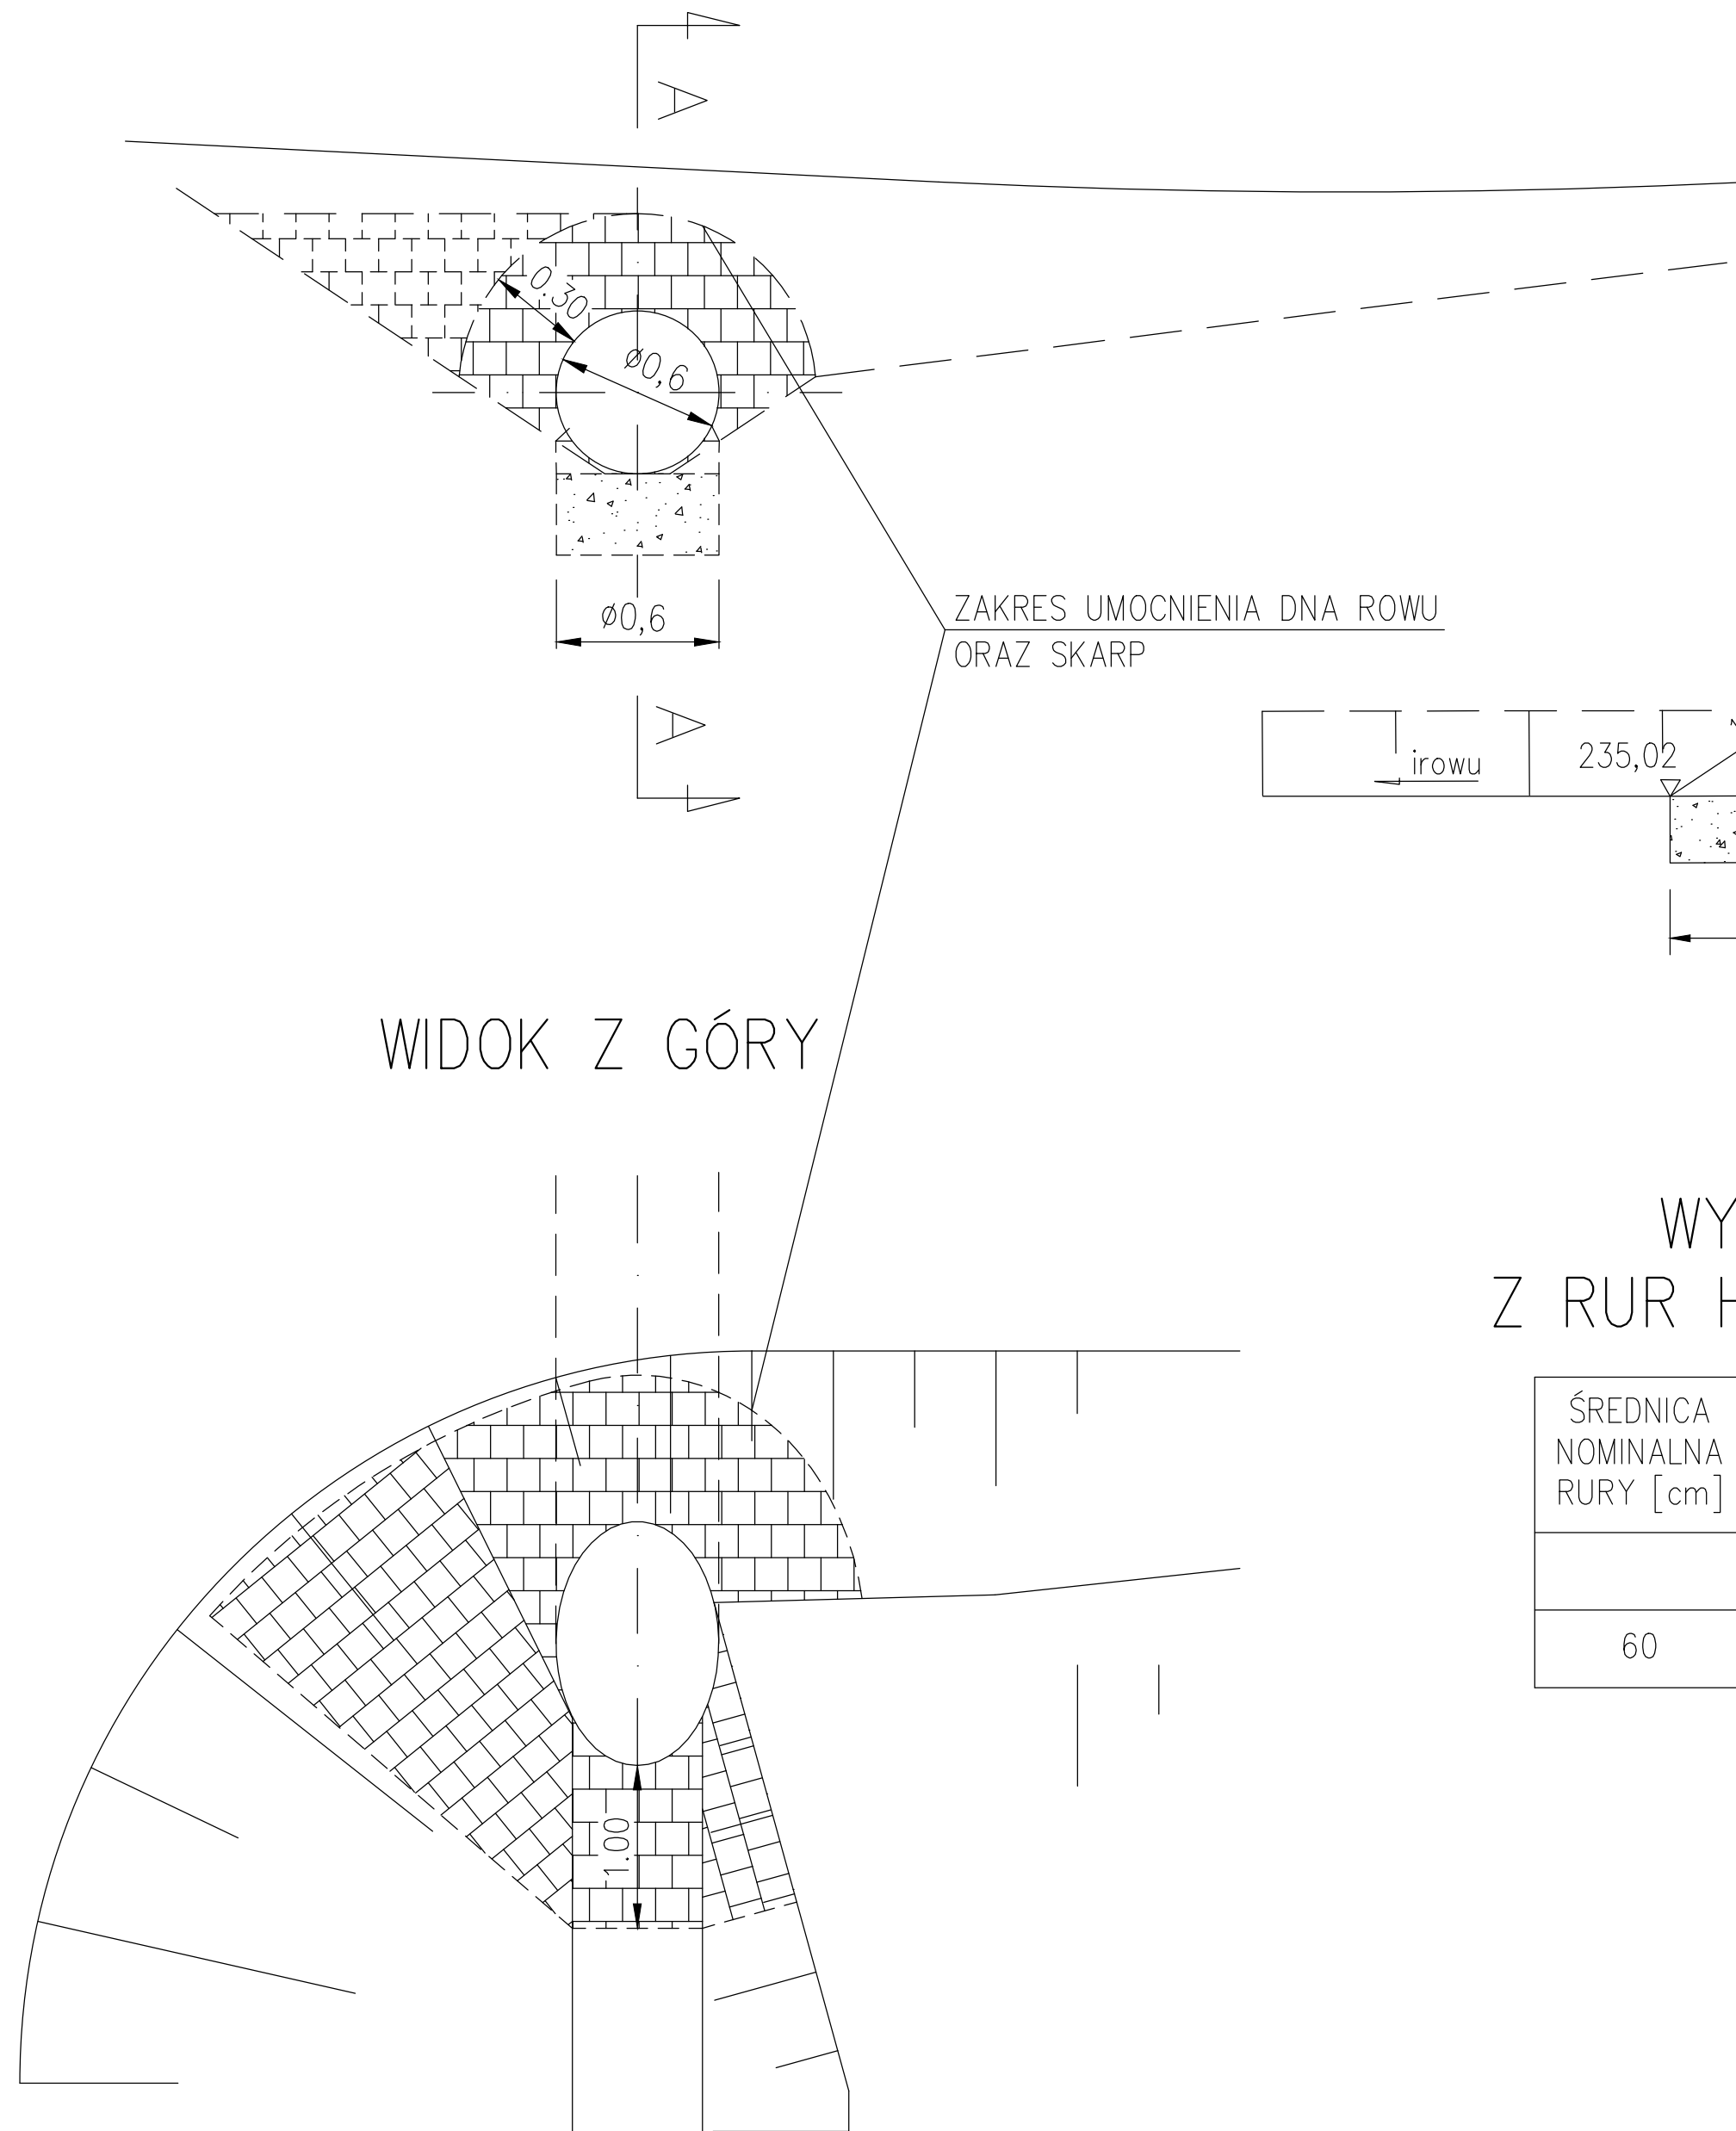 A
0.30
Ø0,6
Ø0,6
ZAKRES UMOCNIENIA DNA ROWU
ORAZ SKARP
A
irowu
235,02
WIDOK Z GÓRY
WY
Z RUR H
ŚREDNICA
NOMINALNA
RURY [cm]
60
1.00